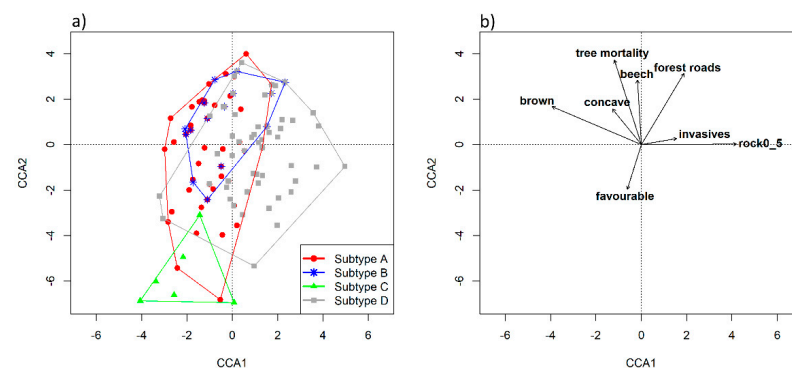 a)
4
2
0
-2
-4
-6
CCA2
-6
-4
-2
0
2
4
6
CCA1
Subtype A
Subtype B
Subtype C
Subtype D
b)
4
2
0
-2
-4
-6
CCA2
-6
-4
-2
0
2
4
6
CCA1
tree mortality
beech
forest roads
brown
concave
invasives
rock0_5
favourable